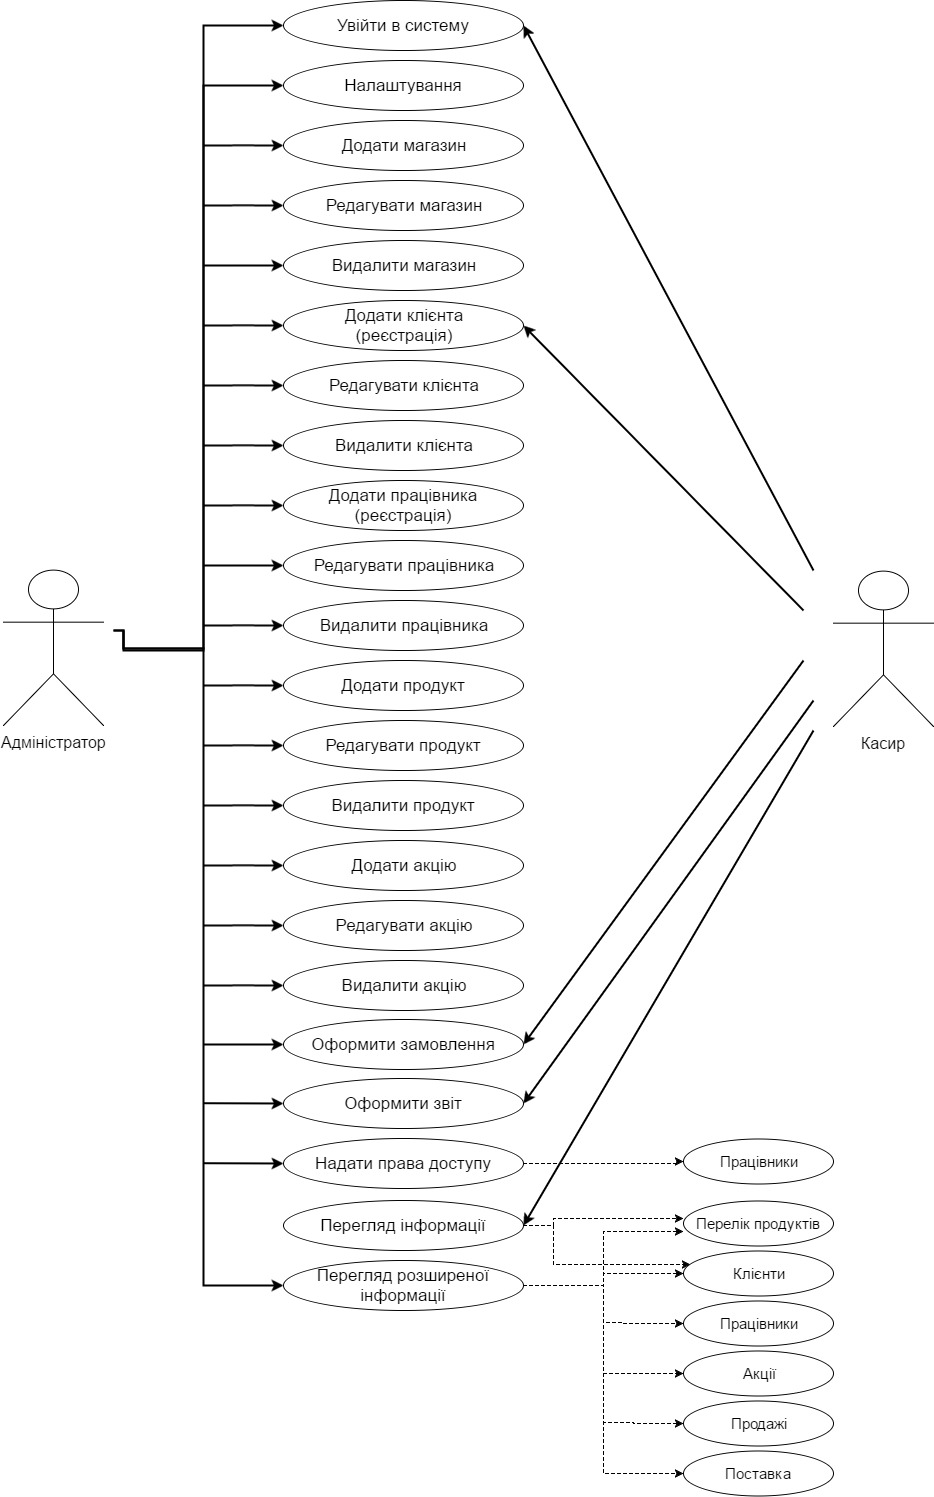 Увійти в систему
Налаштування
Додати магазин
Редагувати магазин
Видалити магазин
Додати клієнта
(реєстрація)
Редагувати клієнта
Видалити клієнта
Додати працівника
(реєстрація)
Редагувати працівника
Видалити працівника
Додати продукт
Адміністратор
Касир
Редагувати продукт
Видалити продукт
Додати акцію
Редагувати акцію
Видалити акцію
Оформити замовлення
Оформити звіт
Надати права доступу
Працівники
Перегляд інформації
Перелік продуктів
Перегляд розширеної
інформації
Клієнти
Працівники
Акції
Продажі
Поставка